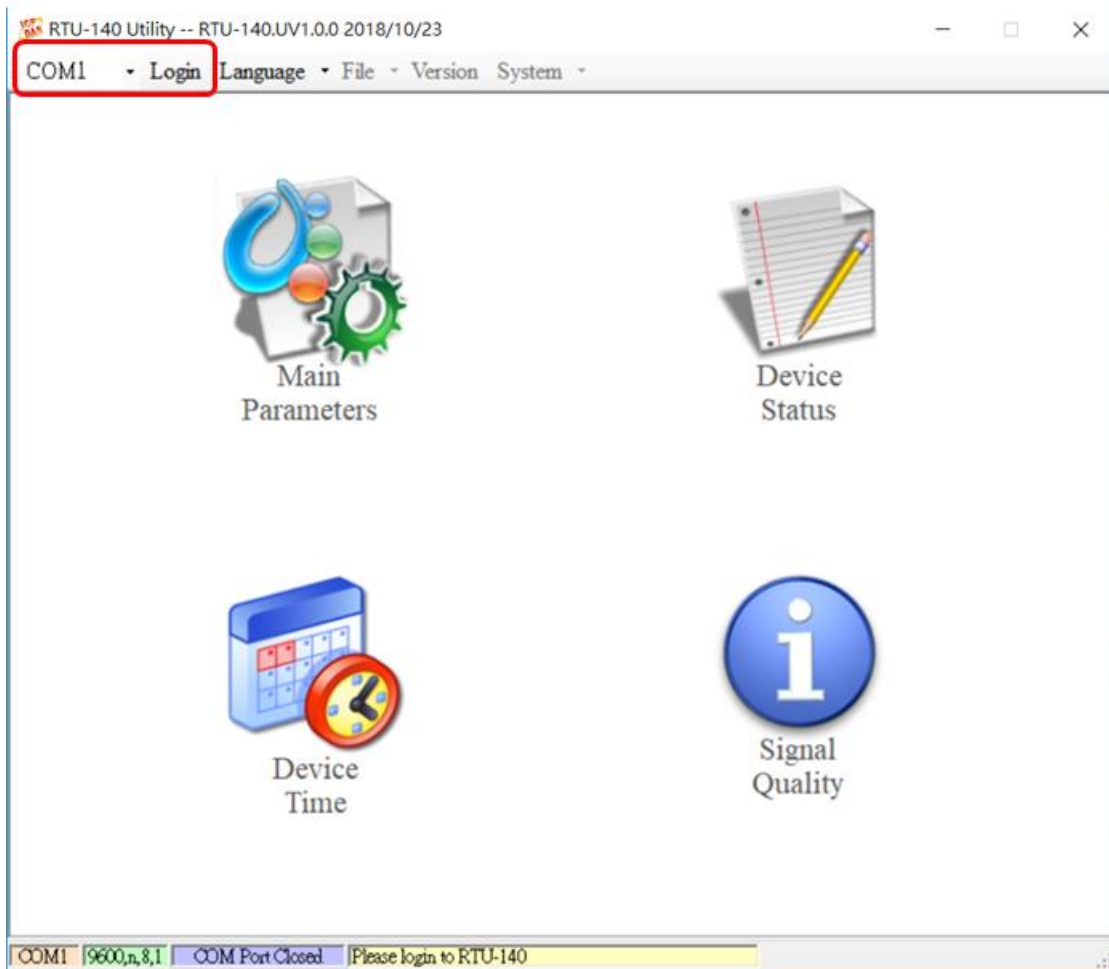 RTU-140 Utility -- RTU-140.UV1.0.0 2018/10/23
COM1 Login Language File Version System
Main
Parameters
Device
Status
Device
Time
Signal
Quality
COM1 9600,n,8,1 COM Port Closed Please login to RTU-140